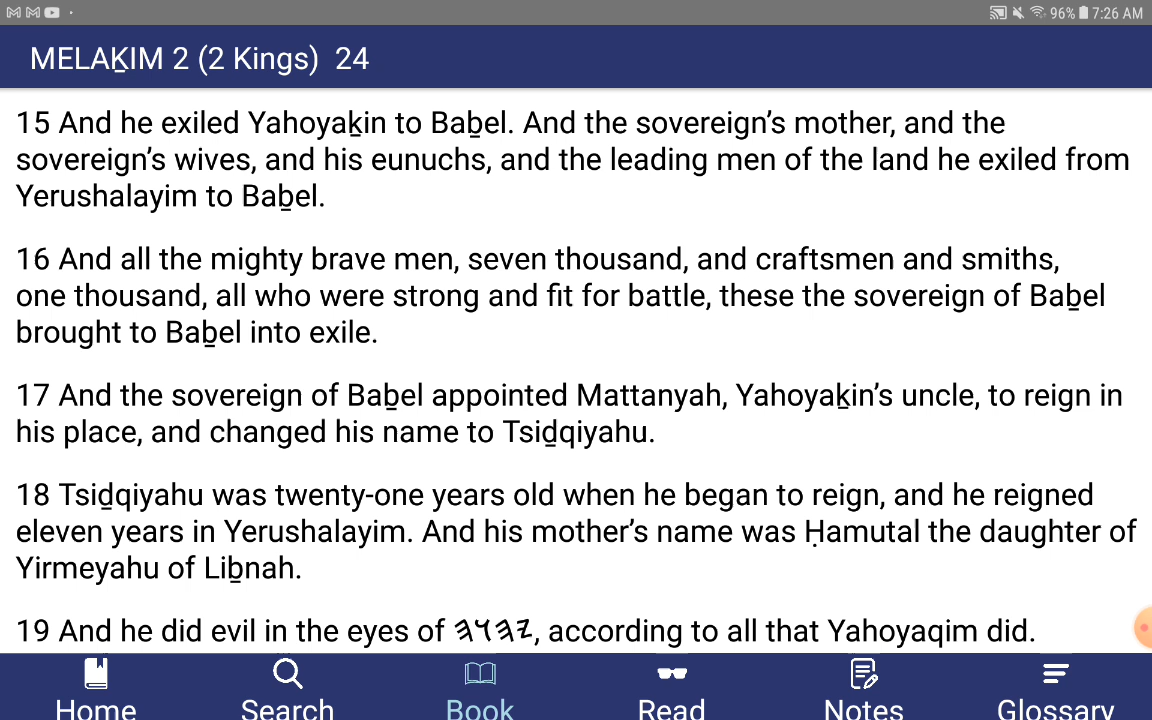 96% 7:26 AM
MELAḴIM 2 (2 Kings) 24
15 And he exiled Yahoyaḵin to Baḇel. And the sovereign’s mother, and the
sovereign’s wives, and his eunuchs, and the leading men of the land he exiled from
Yerushalayim to Baḇel.
16 And all the mighty brave men, seven thousand, and craftsmen and smiths,
one thousand, all who were strong and fit for battle, these the sovereign of Baḇel
brought to Baḇel into exile.
17 And the sovereign of Baḇel appointed Mattanyah, Yahoyaḵin’s uncle, to reign in
his place, and changed his name to Tsiḏqiyahu.
18 Tsiḏqiyahu was twenty-one years old when he began to reign, and he reigned
eleven years in Yerushalayim. And his mother’s name was Ḥamutal the daughter of
Yirmeyahu of Liḇnah.
19 And he did evil in the eyes of 𐤉𐤄𐤅𐤄, according to all that Yahoyaqim did.
Home Search Book Read Notes Glossary